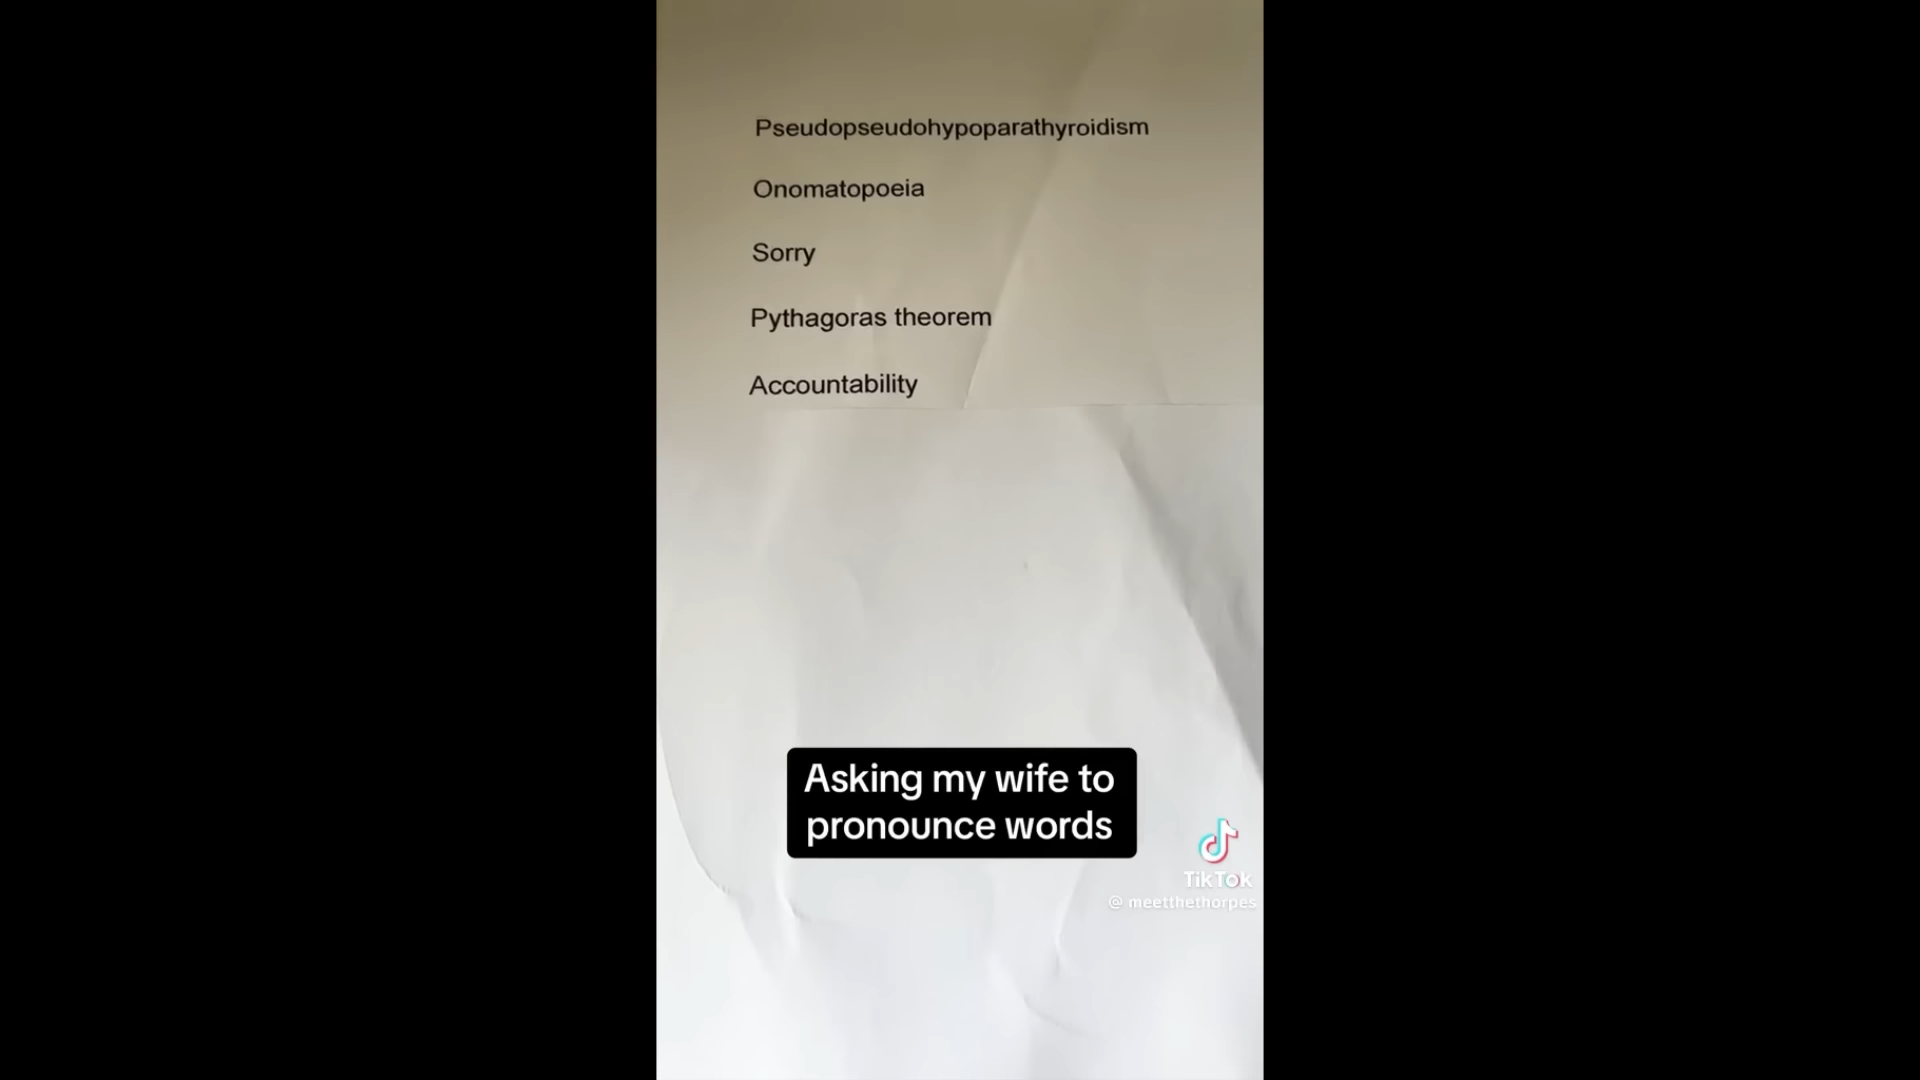 Pseudopseudohypoparathyroidism
Onomatopoeia
Sorry
Pythagoras theorem
Accountability
Asking my wife to
pronounce words
TikTok
@ meetthethorpes